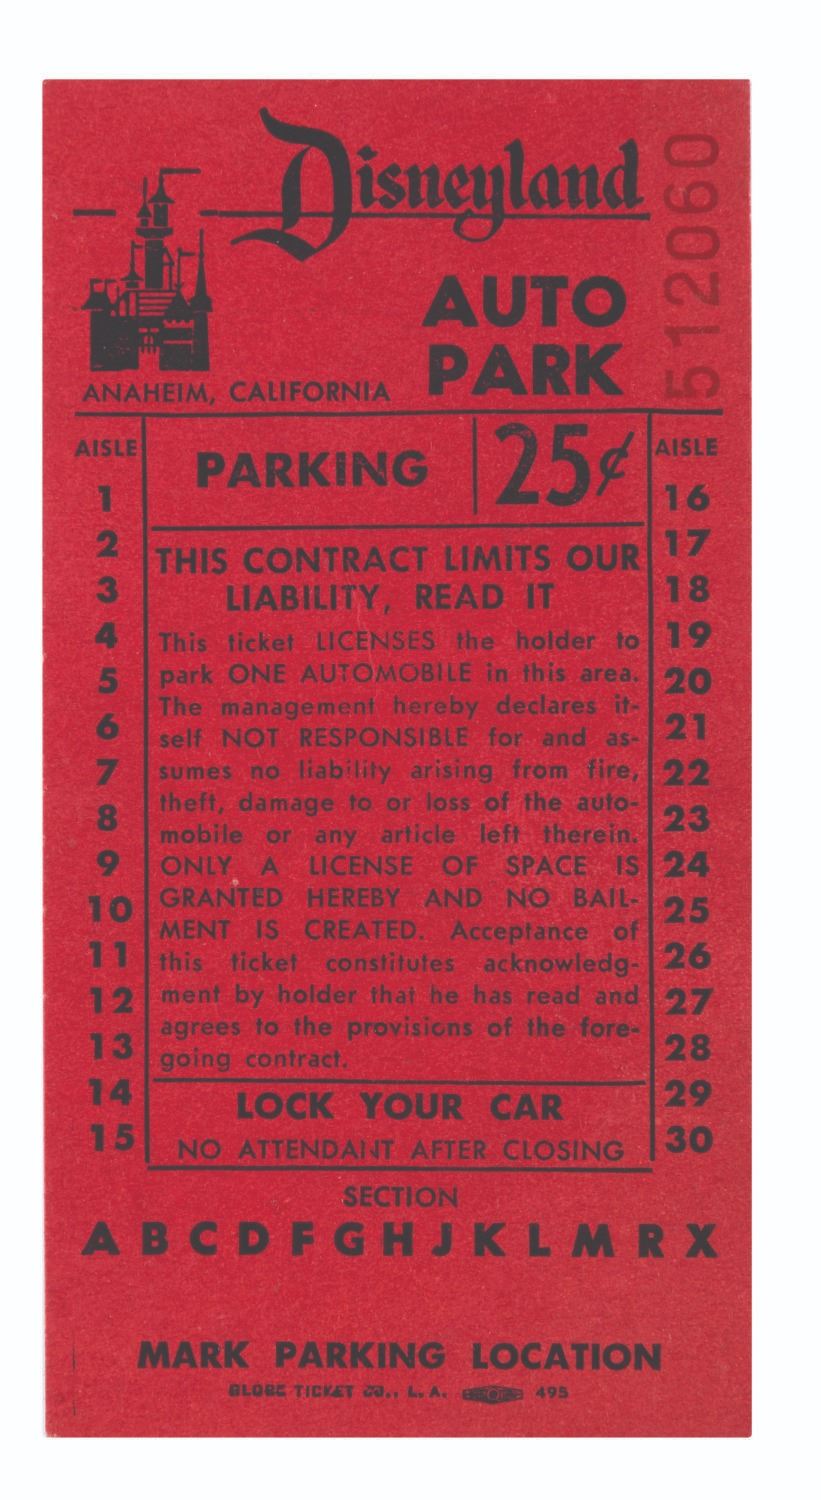 Disneyland
512060
AUTO
PARK
ANAHEIM, CALIFORNIA
AISLE
1
2
3
4
5
6
7
8
9
10
11
12
13
14
15
PARKING
25¢
THIS CONTRACT LIMITS OUR
LIABILITY, READ IT
This ticket LICENSES the holder to
park ONE AUTOMOBILE in this area.
The management hereby declares it-
self NOT RESPONSIBLE for and as-
sumes no liability arising from fire,
theft, damage to or loss of the auto-
mobile or any article left therein.
ONLY A LICENSE OF SPACE IS
GRANTED HEREBY AND NO BAIL-
MENT IS CREATED. Acceptance of
this ticket constitutes acknowledg-
ment by holder that he has read and
agrees to the provisions of the fore-
going contract.
LOCK YOUR CAR
NO ATTENDANT AFTER CLOSING
AISLE
16
17
18
19
20
21
22
23
24
25
26
27
28
29
30
SECTION
A B C D F G H J K L M R X
MARK PARKING LOCATION
GLOBE TICKET CO., L. A. 495